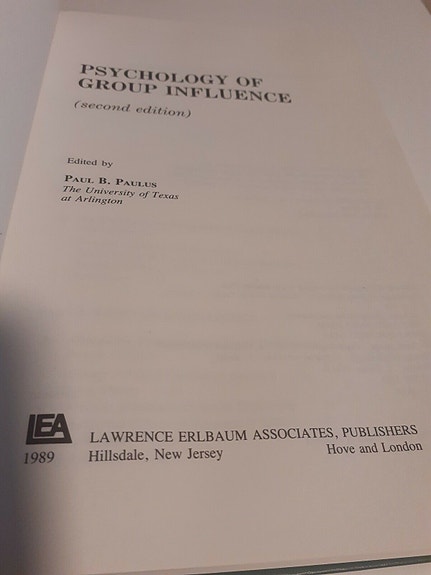 PSYCHOLOGY OF
GROUP INFLUENCE
(second edition)
Edited by
PAUL B. PAULUS
The University of Texas
at Arlington
LEA
LAWRENCE ERLBAUM ASSOCIATES, PUBLISHERS
1989 Hillsdale, New Jersey Hove and London